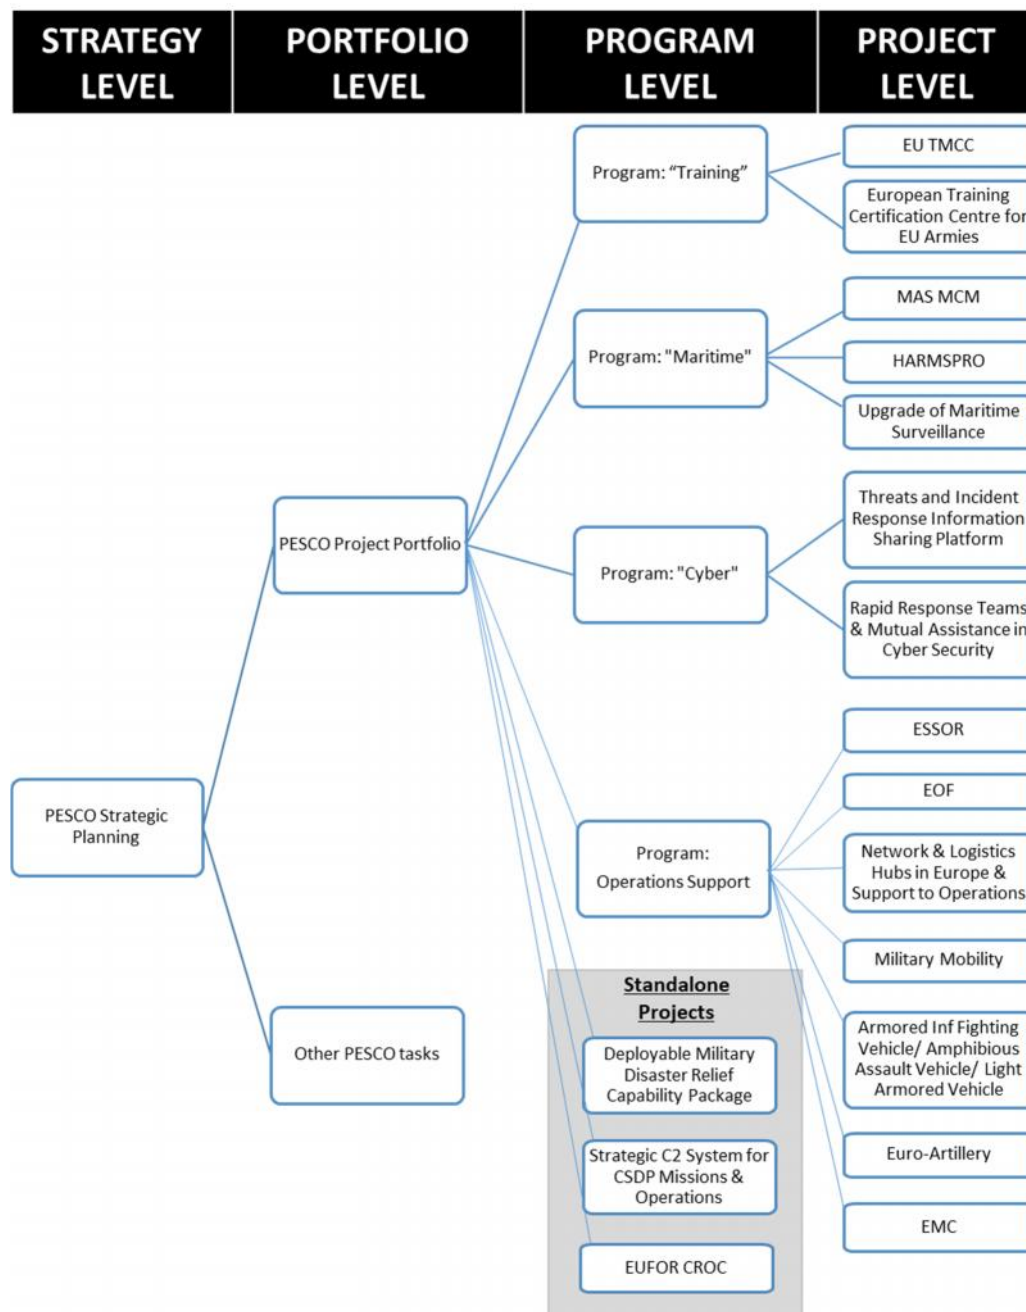 STRATEGY
LEVEL
PORTFOLIO
LEVEL
PROGRAM
LEVEL
PROJECT
LEVEL
PESCO Strategic
Planning
PESCO Project Portfolio
Other PESCO tasks
Program: “Training”
Program: "Maritime"
Program: "Cyber"
Program:
Operations Support
Standalone
Projects
Deployable Military
Disaster Relief
Capability Package
Strategic C2 System for
CSDP Missions &
Operations
EUFOR CROC
EU TMCC
European Training
Certification Centre for
EU Armies
MAS MCM
HARMSPRO
Upgrade of Maritime
Surveillance
Threats and Incident
Response Information
Sharing Platform
Rapid Response Teams
& Mutual Assistance in
Cyber Security
ESSOR
EOF
Network & Logistics
Hubs in Europe &
Support to Operations
Military Mobility
Armored Inf Fighting
Vehicle/ Amphibious
Assault Vehicle/ Light
Armored Vehicle
Euro-Artillery
EMC